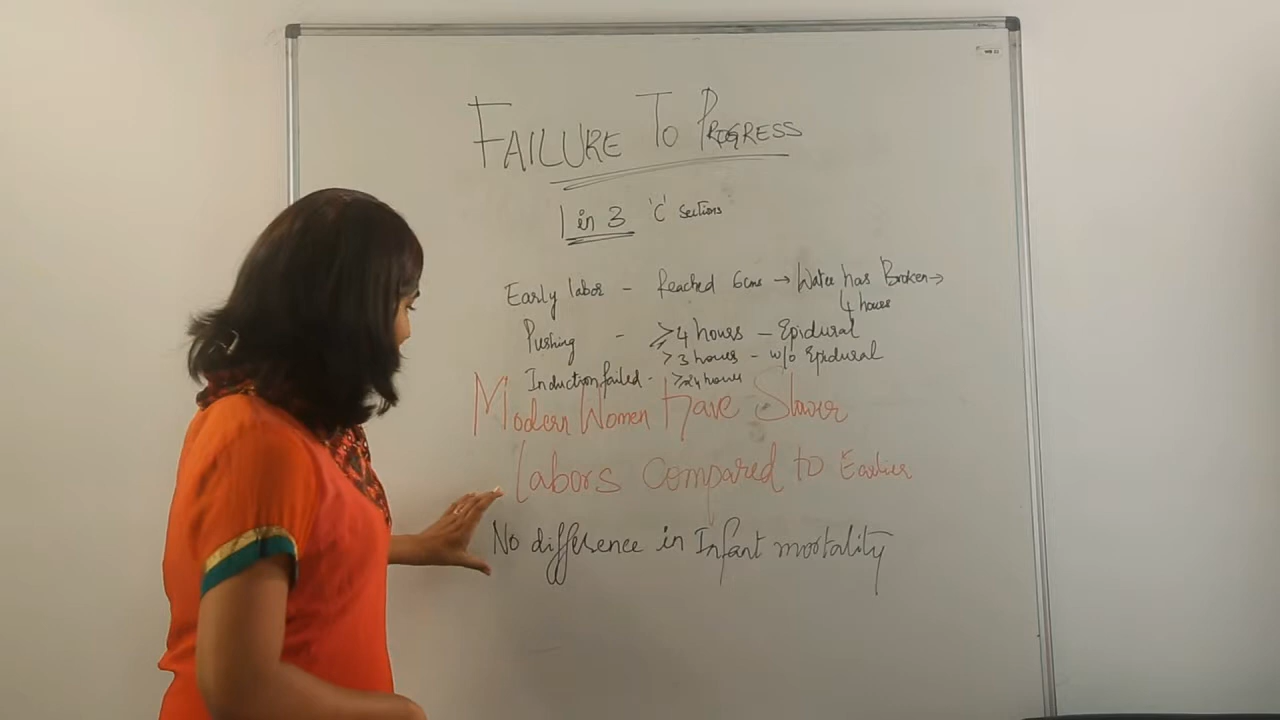 FAILURE TO PROGRESS
1 in 3 'C' Sections
Early labor - Reached 6cms → Water has Broken →
4 hours
Pushing - ≥4 hours - Epidural
>3 hours - w/o Epidural
Induction failed - >24 hours
Modern Women Have Slower
Labors Compared to Earlier
No difference in Infant mortality